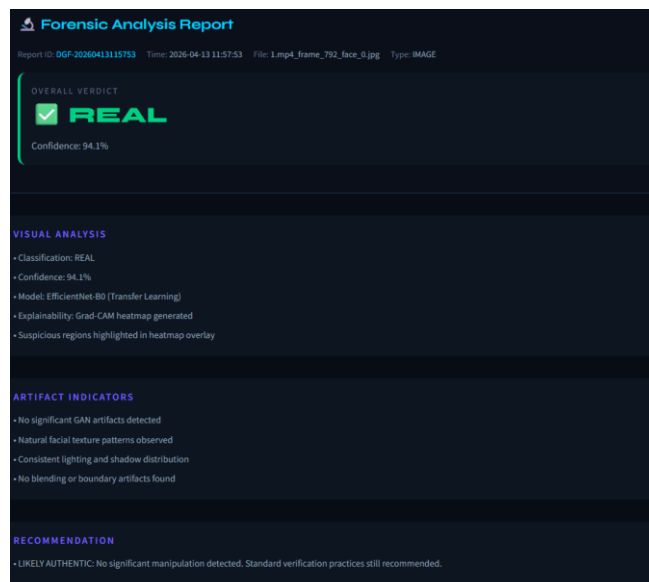 Forensic Analysis Report
Report ID: DGF-20260413115753 Time: 2026-04-13 11:57:53 File: 1.mp4_frame_792_face_0.jpg Type: IMAGE
OVERALL VERDICT
REAL
Confidence: 94.1%
VISUAL ANALYSIS
• Classification: REAL
• Confidence: 94.1%
• Model: EfficientNet-B0 (Transfer Learning)
• Explainability: Grad-CAM heatmap generated
• Suspicious regions highlighted in heatmap overlay
ARTIFACT INDICATORS
• No significant GAN artifacts detected
• Natural facial texture patterns observed
• Consistent lighting and shadow distribution
• No blending or boundary artifacts found
RECOMMENDATION
• LIKELY AUTHENTIC: No significant manipulation detected. Standard verification practices still recommended.